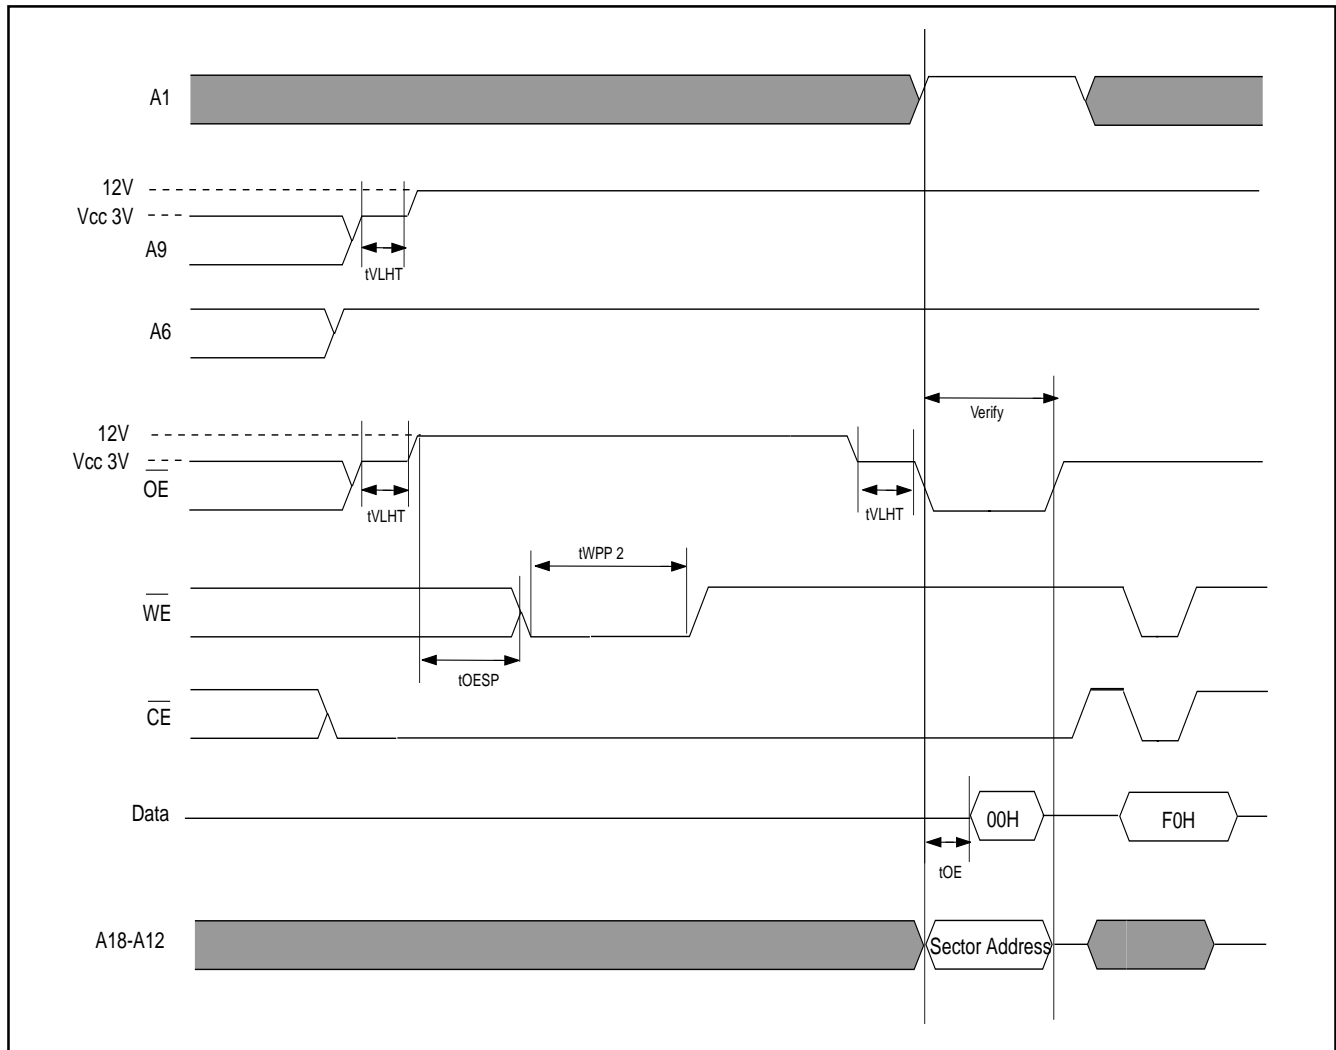 A1
12V
Vcc 3V
A9
tVLHT
A6
Verify
12V
Vcc 3V
OE
tVLHT
tVLHT
tWPP 2
WE
tOESP
CE
Data
00H
F0H
tOE
A18-A12
Sector Address